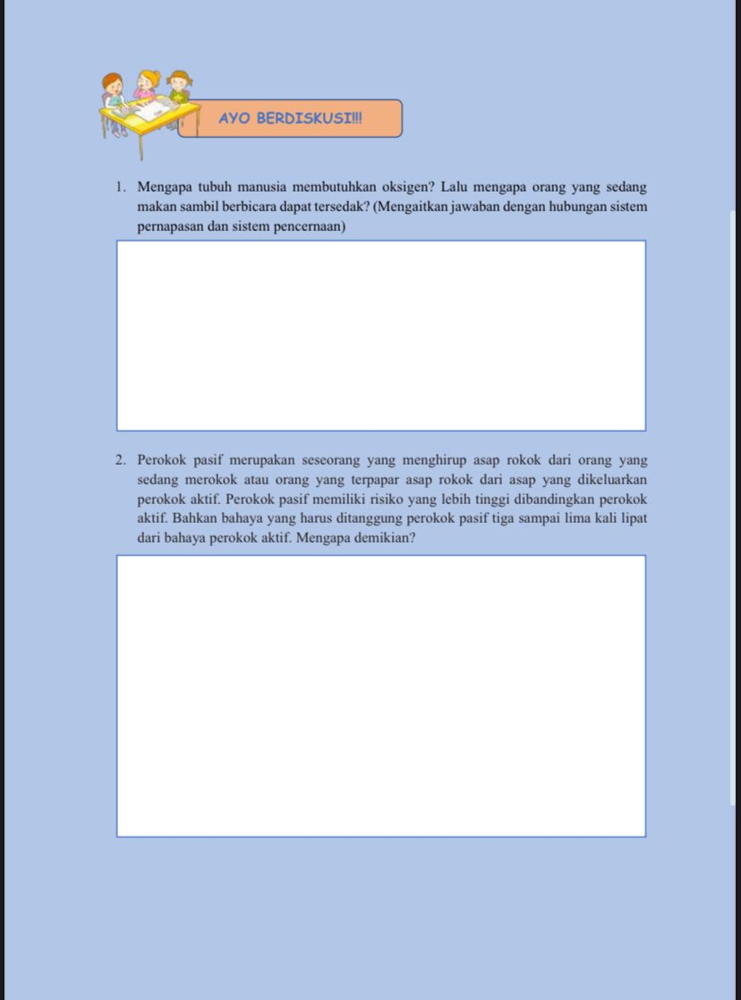 AYO BERDISKUSI!!!
1. Mengapa tubuh manusia membutuhkan oksigen? Lalu mengapa orang yang sedang
makan sambil berbicara dapat tersedak? (Mengaitkan jawaban dengan hubungan sistem
pernapasan dan sistem pencernaan)
2. Perokok pasif merupakan seseorang yang menghirup asap rokok dari orang yang
sedang merokok atau orang yang terpapar asap rokok dari asap yang dikeluarkan
perokok aktif. Perokok pasif memiliki risiko yang lebih tinggi dibandingkan perokok
aktif. Bahkan bahaya yang harus ditanggung perokok pasif tiga sampai lima kali lipat
dari bahaya perokok aktif. Mengapa demikian?